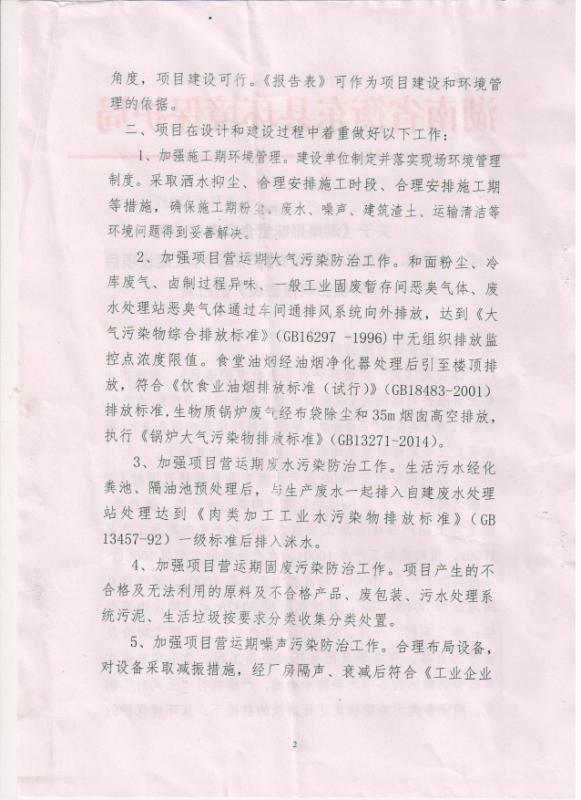 角度，项目建设可行。《报告表》可作为项目建设和环境管
理的依据。
二、项目在设计和建设过程中着重做好以下工作：
1、加强施工期环境管理。建设单位制定并落实现场环境管理
制度。采取洒水抑尘、合理安排施工时段、合理安排施工期
等措施，确保施工期粉尘、废水、噪声、建筑渣土、运输清洁等
环境问题得到妥善解决。
2、加强项目营运期大气污染防治工作。和面粉尘、冷
库废气、卤制过程异味、一般工业固废暂存间恶臭气体、废
水处理站恶臭气体通过车间通排风系统向外排放，达到《大
气污染物综合排放标准》（GB16297 -1996)中无组织排放监
控点浓度限值。食堂油烟经油烟净化器处理后引至楼顶排
放，符合《饮食业油烟排放标准（试行）》（GB18483-2001）
排放标准,生物质锅炉废气经布袋除尘和35m烟囱高空排放，
执行《锅炉大气污染物排放标准》（GB13271-2014）。
3、加强项目营运期废水污染防治工作。生活污水经化
粪池、隔油池预处理后，与生产废水一起排入自建废水处理
站处理达到《肉类加工工业水污染物排放标准》（GB
13457-92）一级标准后排入洣水。
4、加强项目营运期固废污染防治工作。项目产生的不
合格及无法利用的原料及不合格产品、废包装、污水处理系
统污泥、生活垃圾按要求分类收集分类处置。
5、加强项目营运期噪声污染防治工作。合理布局设备，
对设备采取减振措施，经厂房隔声、衰减后符合《工业企业
2